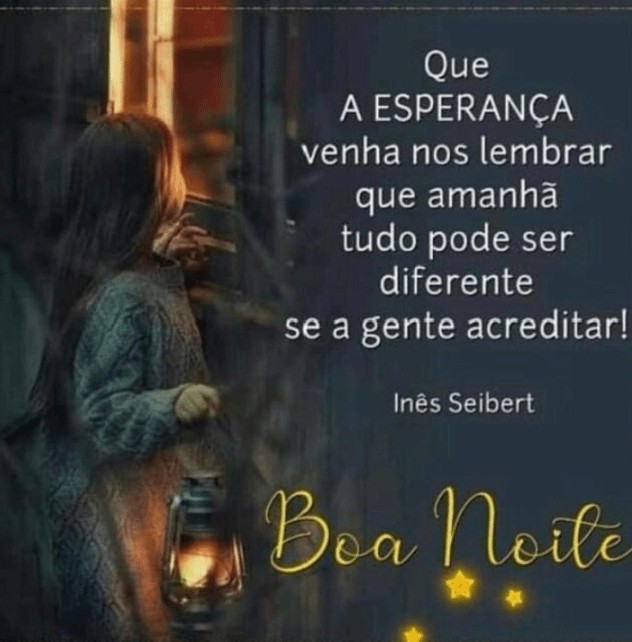 Que
A ESPERANÇA
venha nos lembrar
que amanhã
tudo pode ser
diferente
se a gente acreditar!
Inês Seibert
Boa Noite